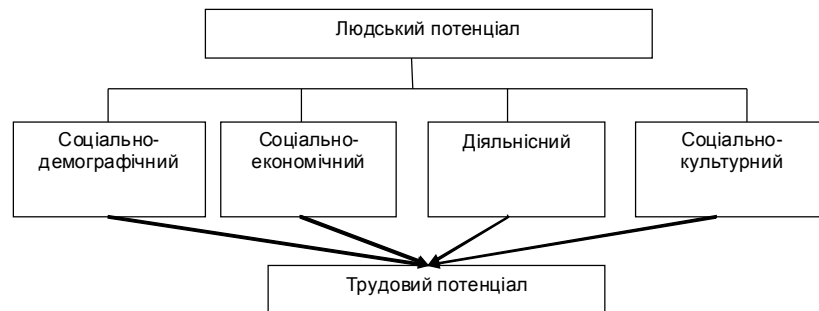 Людський потенціал
Соціально-
демографічний
Соціально-
економічний
Діяльнісний
Соціально-
культурний
Трудовий потенціал